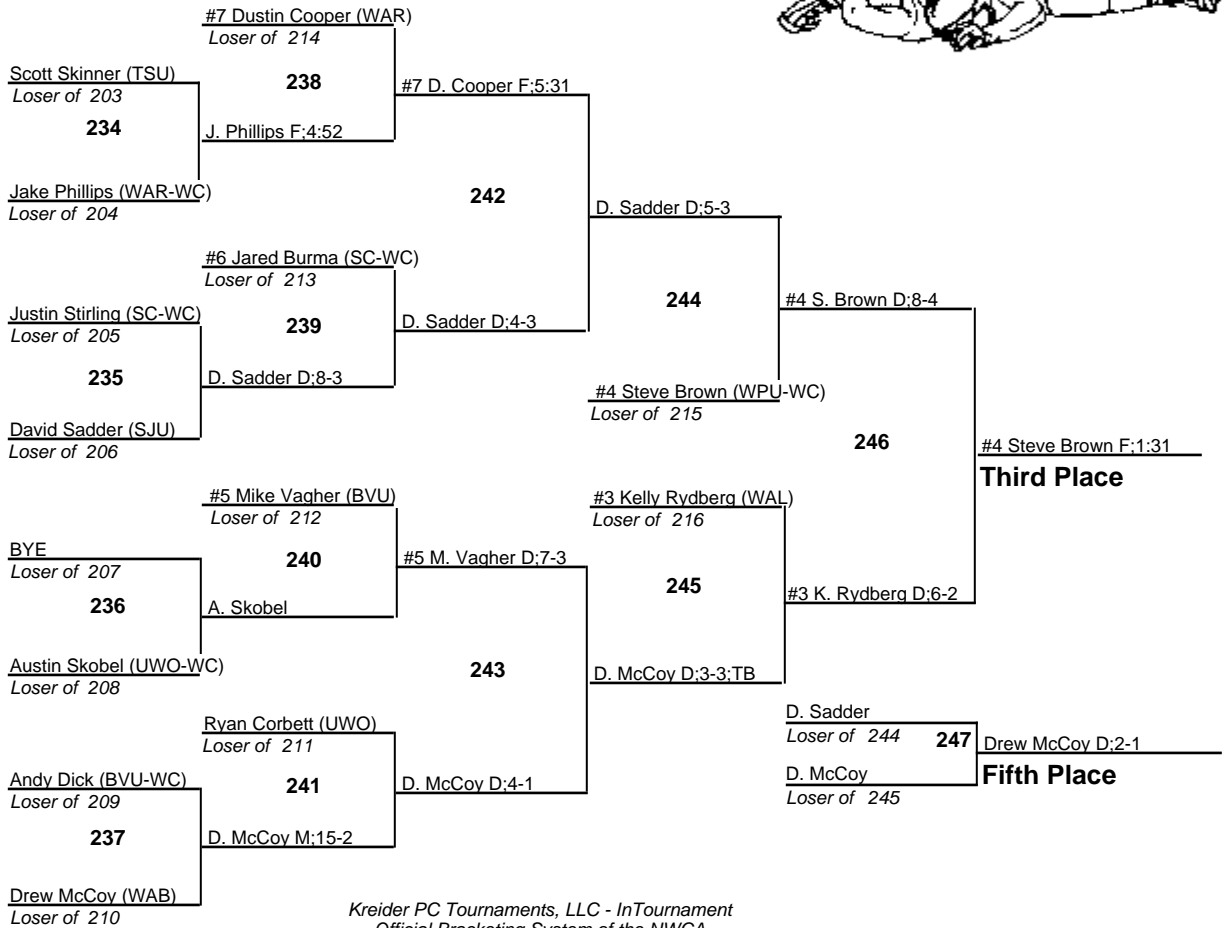 #7 Dustin Cooper (WAR)
Loser of 214
Scott Skinner (TSU)
Loser of 203
238
#7 D. Cooper F;5:31
234
J. Phillips F;4:52
Jake Phillips (WAR-WC)
Loser of 204
242
D. Sadder D;5-3
#6 Jared Burma (SC-WC)
Loser of 213
Justin Stirling (SC-WC)
Loser of 205
239
D. Sadder D;4-3
244
#4 S. Brown D;8-4
235
D. Sadder D;8-3
#4 Steve Brown (WPU-WC)
Loser of 215
David Sadder (SJU)
Loser of 206
246
#4 Steve Brown F;1:31
Third Place
#5 Mike Vagher (BVU)
Loser of 212
#3 Kelly Rydberg (WAL)
Loser of 216
BYE
Loser of 207
240
#5 M. Vagher D;7-3
245
#3 K. Rydberg D;6-2
236
A. Skobel
Austin Skobel (UWO-WC)
Loser of 208
243
D. McCoy D;3-3;TB
Ryan Corbett (UWO)
Loser of 211
D. Sadder
Loser of 244
247
Drew McCoy D;2-1
Fifth Place
Andy Dick (BVU-WC)
Loser of 209
241
D. McCoy D;4-1
D. McCoy
Loser of 245
237
D. McCoy M;15-2
Drew McCoy (WAB)
Loser of 210
Kreider PC Tournaments, LLC - InTournament
Official Bracketing System of the NWCA